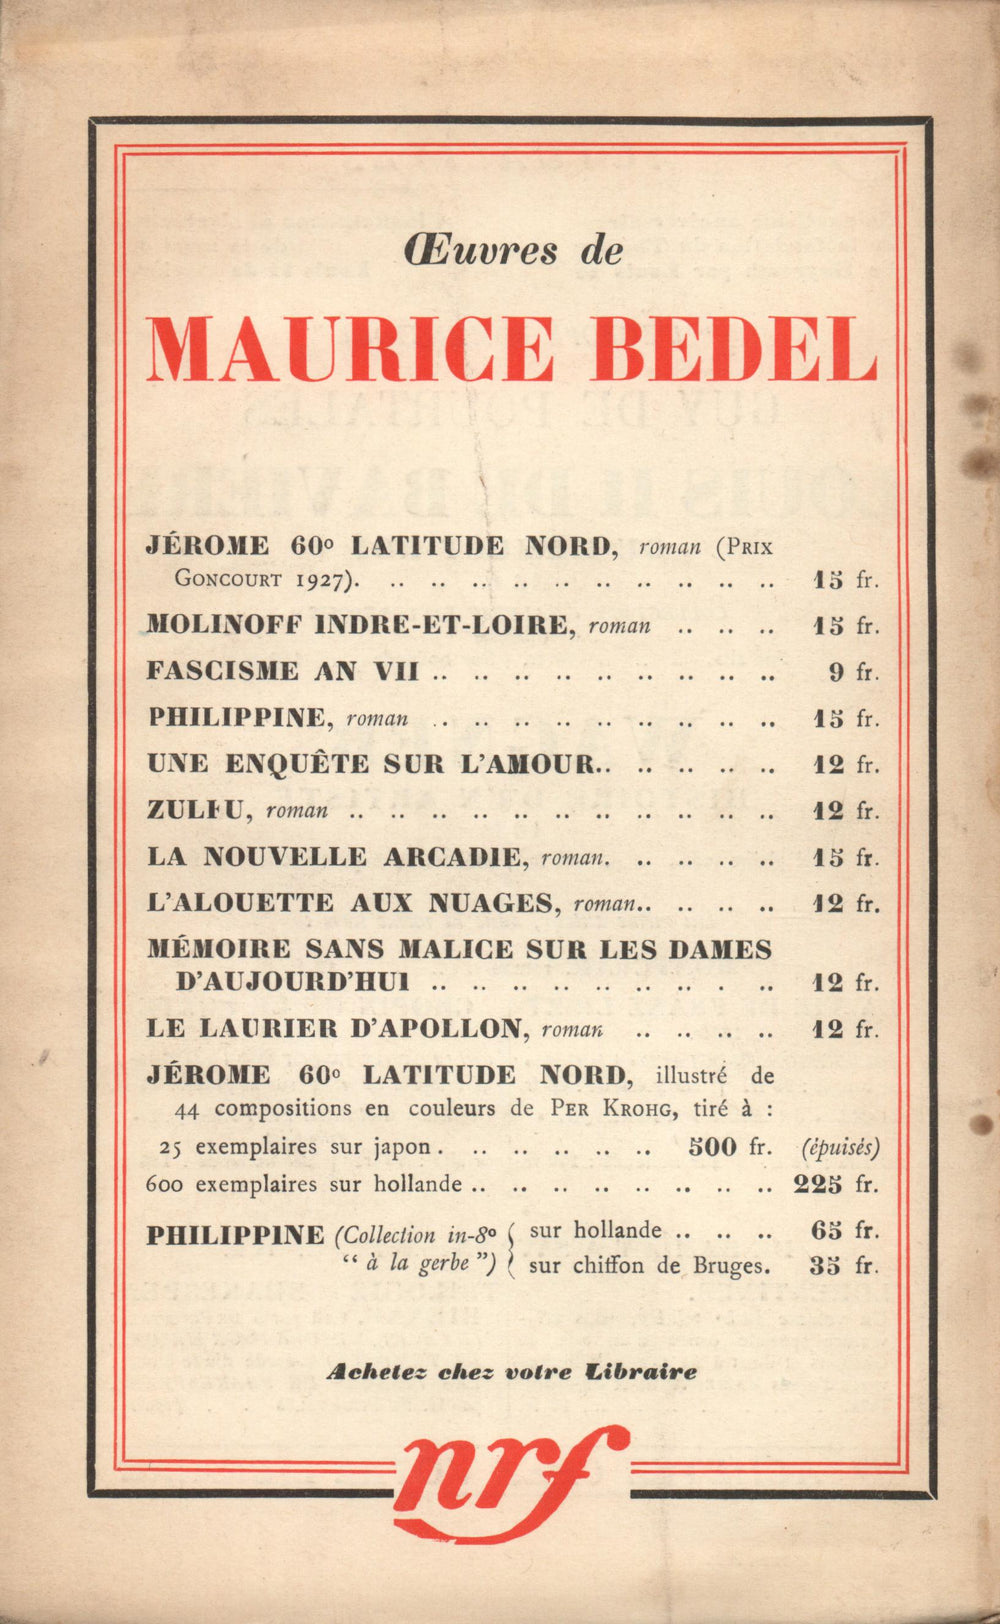 Œuvres de
MAURICE BEDEL
JÉROME 60º LATITUDE NORD, roman (PRIX
GONCOURT 1927). .. .. .. .. .. .. .. .. .. .. 15 fr.
MOLINOFF INDRE-ET-LOIRE, roman .. .. .. 15 fr.
FASCISME AN VII .. .. .. .. .. .. .. .. .. 9 fr.
PHILIPPINE, roman .. .. .. .. .. .. .. .. .. 15 fr.
UNE ENQUÊTE SUR L'AMOUR.. .. .. .. .. 12 fr.
ZULFU, roman .. .. .. .. .. .. .. .. .. .. .. 12 fr.
LA NOUVELLE ARCADIE, roman. .. .. .. .. 15 fr.
L'ALOUETTE AUX NUAGES, roman.. .. .. .. 12 fr.
MÉMOIRE SANS MALICE SUR LES DAMES
D'AUJOURD'HUI .. .. .. .. .. .. .. . .. 12 fr.
LE LAURIER D'APOLLON, roman .. .. .. .. 12 fr.
JÉROME 60º LATITUDE NORD, illustré de
44 compositions en couleurs de PER KROHG, tiré à :
25 exemplaires sur japon . .. .. .. .. .. 500 fr. (épuisés)
600 exemplaires sur hollande .. .. .. .. .. .. .. .. 225 fr.
PHILIPPINE (Collection in-8º { sur hollande .. .. .. 65 fr.
“ à la gerbe ”) { sur chiffon de Bruges. 35 fr.
Achetez chez votre Libraire
nrf